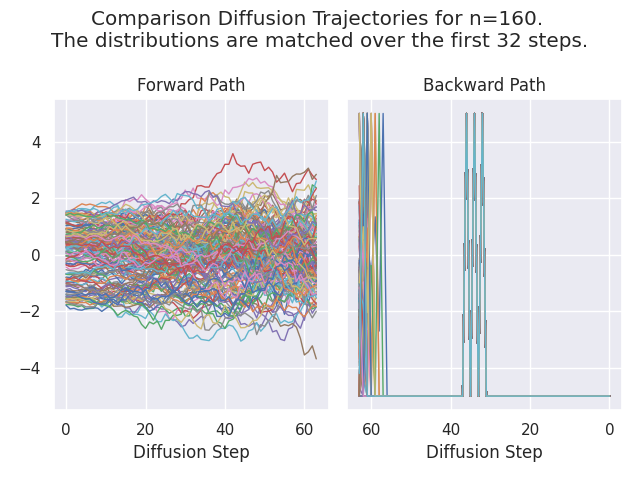 Comparison Diffusion Trajectories for n=160.
The distributions are matched over the first 32 steps.
Forward Path
Backward Path
4
2
0
−2
−4
0 20 40 60
60 40 20 0
Diffusion Step
Diffusion Step